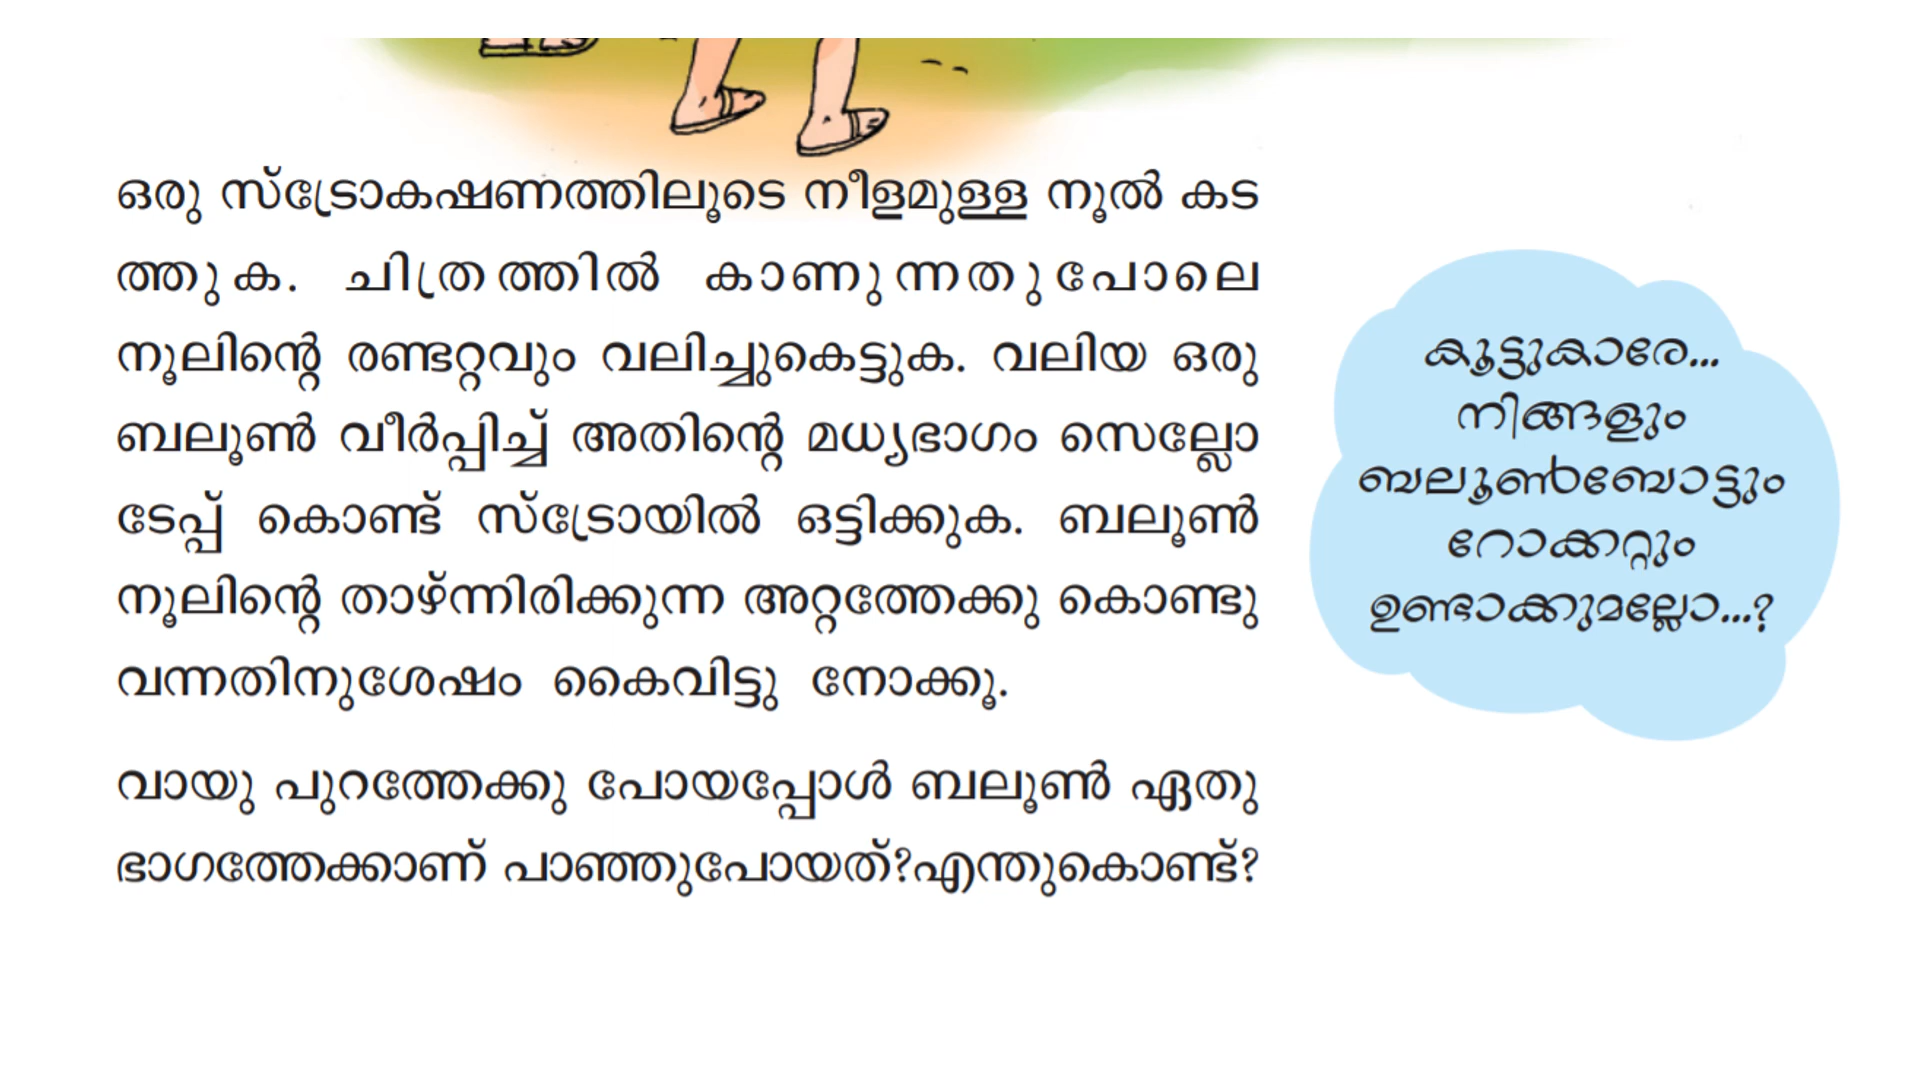 ഒരു സ്ട്രോകഷണത്തിലൂടെ നീളമുള്ള നൂൽ കട
ത്തുക. ചിത്രത്തിൽ കാണുന്നതുപോലെ
നൂലിന്റെ രണ്ടറ്റവും വലിച്ചുകെട്ടുക. വലിയ ഒരു
ബലൂൺ വീർപ്പിച്ച് അതിന്റെ മധ്യഭാഗം സെല്ലോ
ടേപ്പ് കൊണ്ട് സ്ട്രോയിൽ ഒട്ടിക്കുക. ബലൂൺ
നൂലിന്റെ താഴ്ന്നിരിക്കുന്ന അറ്റത്തേക്കു കൊണ്ടു
വന്നതിനുശേഷം കൈവിട്ടു നോക്കൂ.
വായു പുറത്തേക്കു പോയപ്പോൾ ബലൂൺ ഏതു
ഭാഗത്തേക്കാണ് പാഞ്ഞുപോയത്?എന്തുകൊണ്ട്?
കൂട്ടുകാരേ...
നിങ്ങളും
ബലൂൺബോട്ടും
റോക്കറ്റും
ഉണ്ടാക്കുമല്ലോ...?